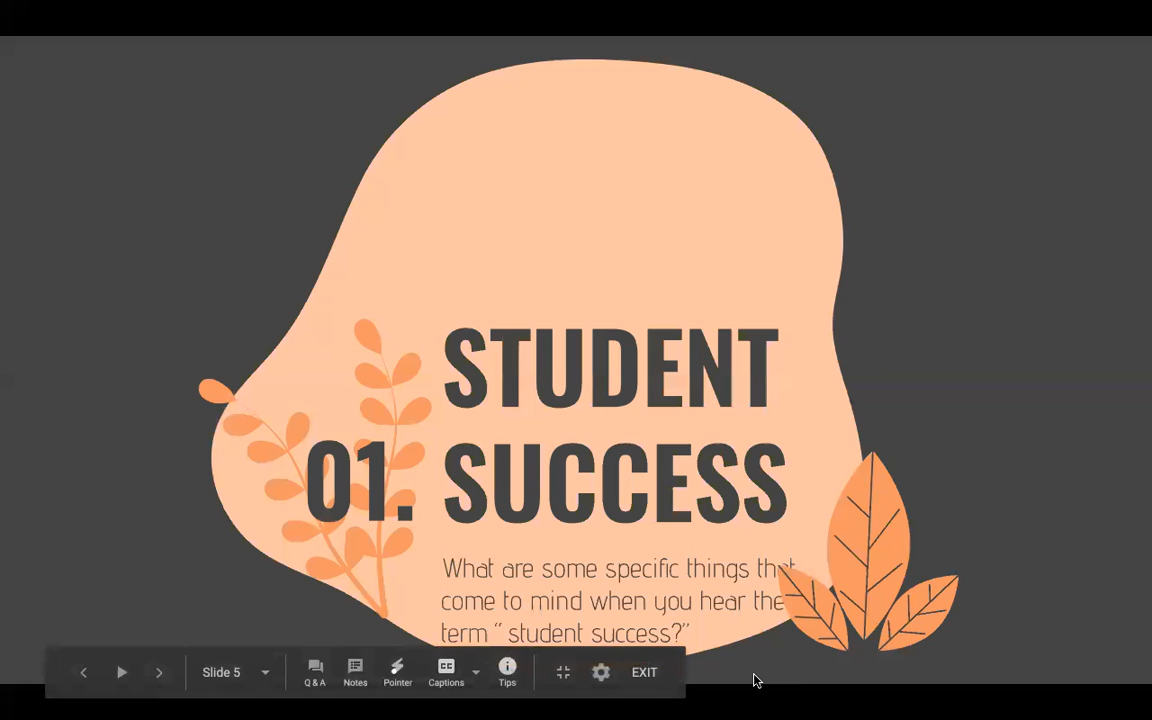 STUDENT
01. SUCCESS
What are some specific things that
come to mind when you hear the
term “ student success?”
Slide 5
Q & A
Notes
Pointer
CC
Captions
Tips
EXIT